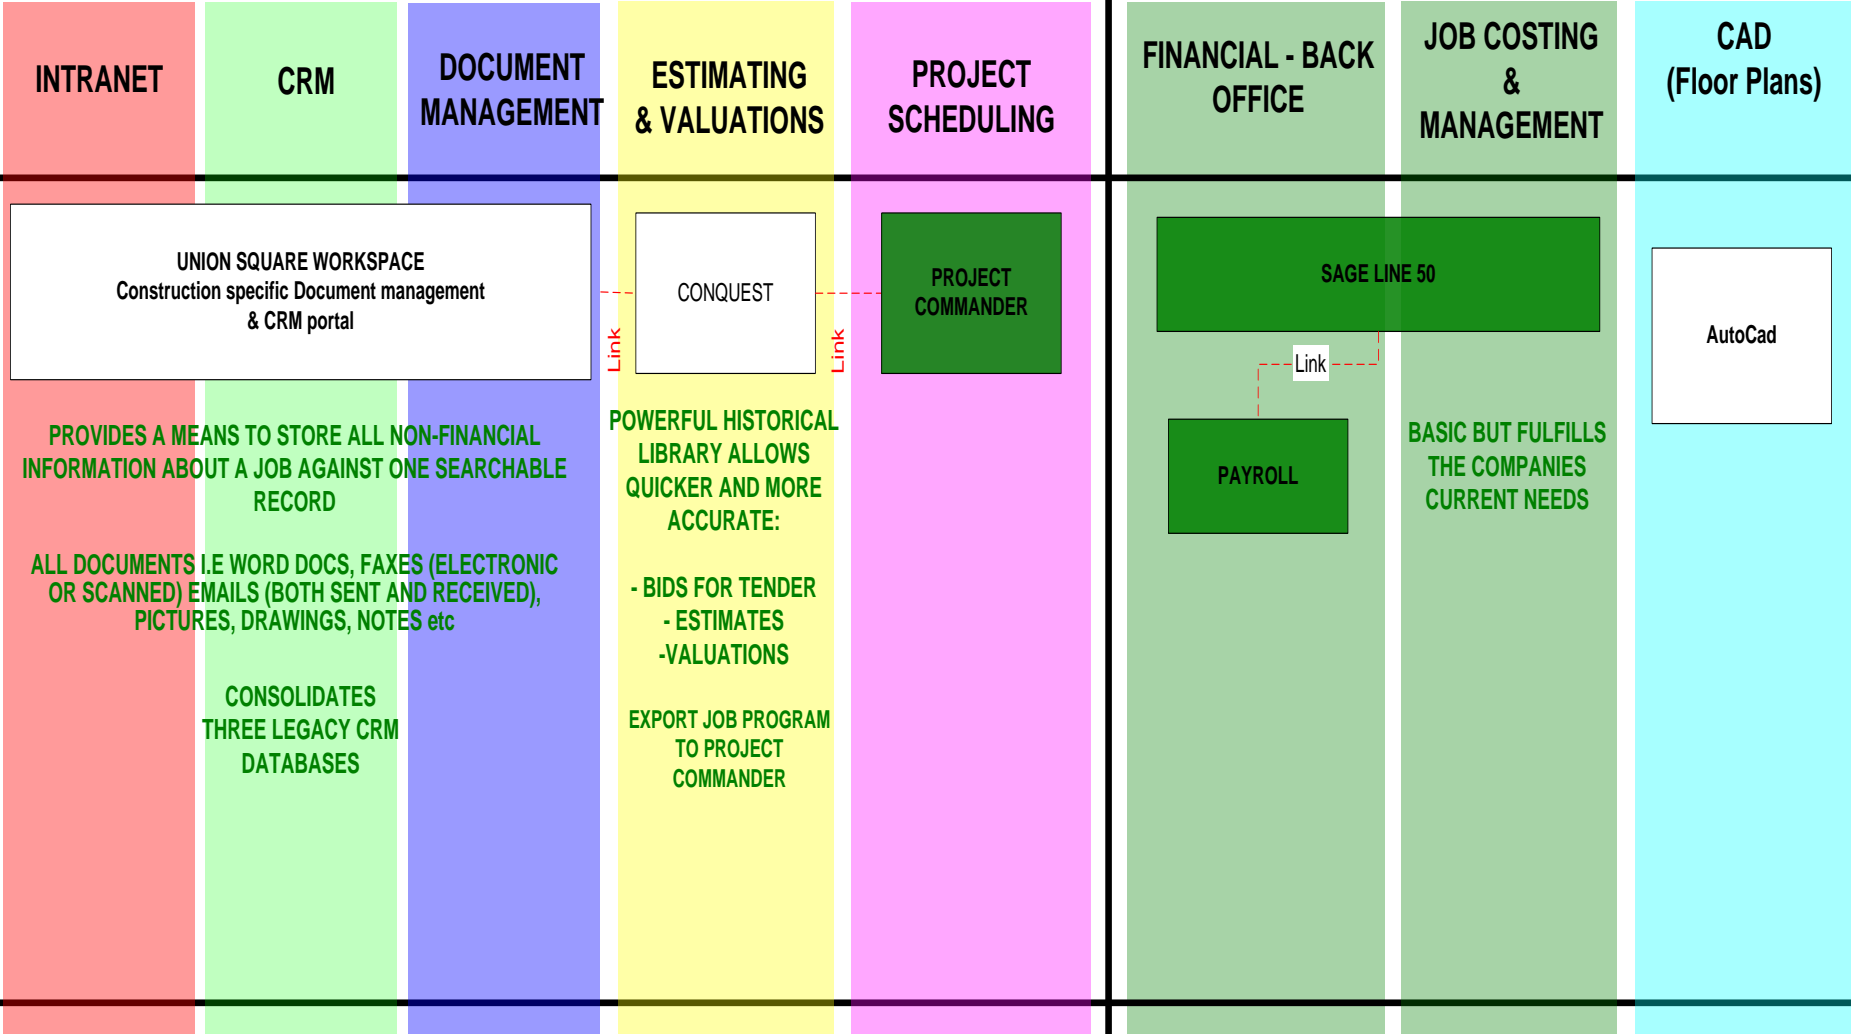 INTRANET
CRM
DOCUMENT
MANAGEMENT
ESTIMATING
& VALUATIONS
PROJECT
SCHEDULING
FINANCIAL - BACK
OFFICE
JOB COSTING
&
MANAGEMENT
CAD
(Floor Plans)
UNION SQUARE WORKSPACE
Construction specific Document management
& CRM portal
Link
CONQUEST
Link
PROJECT
COMMANDER
SAGE LINE 50
Link
PAYROLL
AutoCad
PROVIDES A MEANS TO STORE ALL NON-FINANCIAL
INFORMATION ABOUT A JOB AGAINST ONE SEARCHABLE
RECORD
ALL DOCUMENTS I.E WORD DOCS, FAXES (ELECTRONIC
OR SCANNED) EMAILS (BOTH SENT AND RECEIVED),
PICTURES, DRAWINGS, NOTES etc
CONSOLIDATES
THREE LEGACY CRM
DATABASES
POWERFUL HISTORICAL
LIBRARY ALLOWS
QUICKER AND MORE
ACCURATE:
- BIDS FOR TENDER
- ESTIMATES
-VALUATIONS
EXPORT JOB PROGRAM
TO PROJECT
COMMANDER
BASIC BUT FULFILLS
THE COMPANIES
CURRENT NEEDS